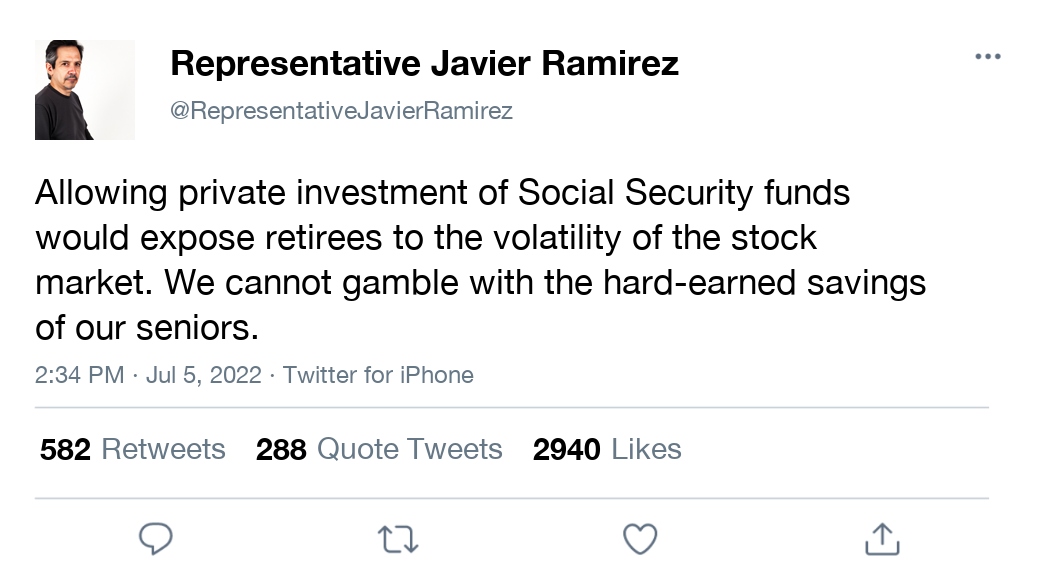 Representative Javier Ramirez
@RepresentativeJavierRamirez
Allowing private investment of Social Security funds
would expose retirees to the volatility of the stock
market. We cannot gamble with the hard-earned savings
of our seniors.
2:34 PM · Jul 5, 2022 · Twitter for iPhone
582 Retweets 288 Quote Tweets 2940 Likes